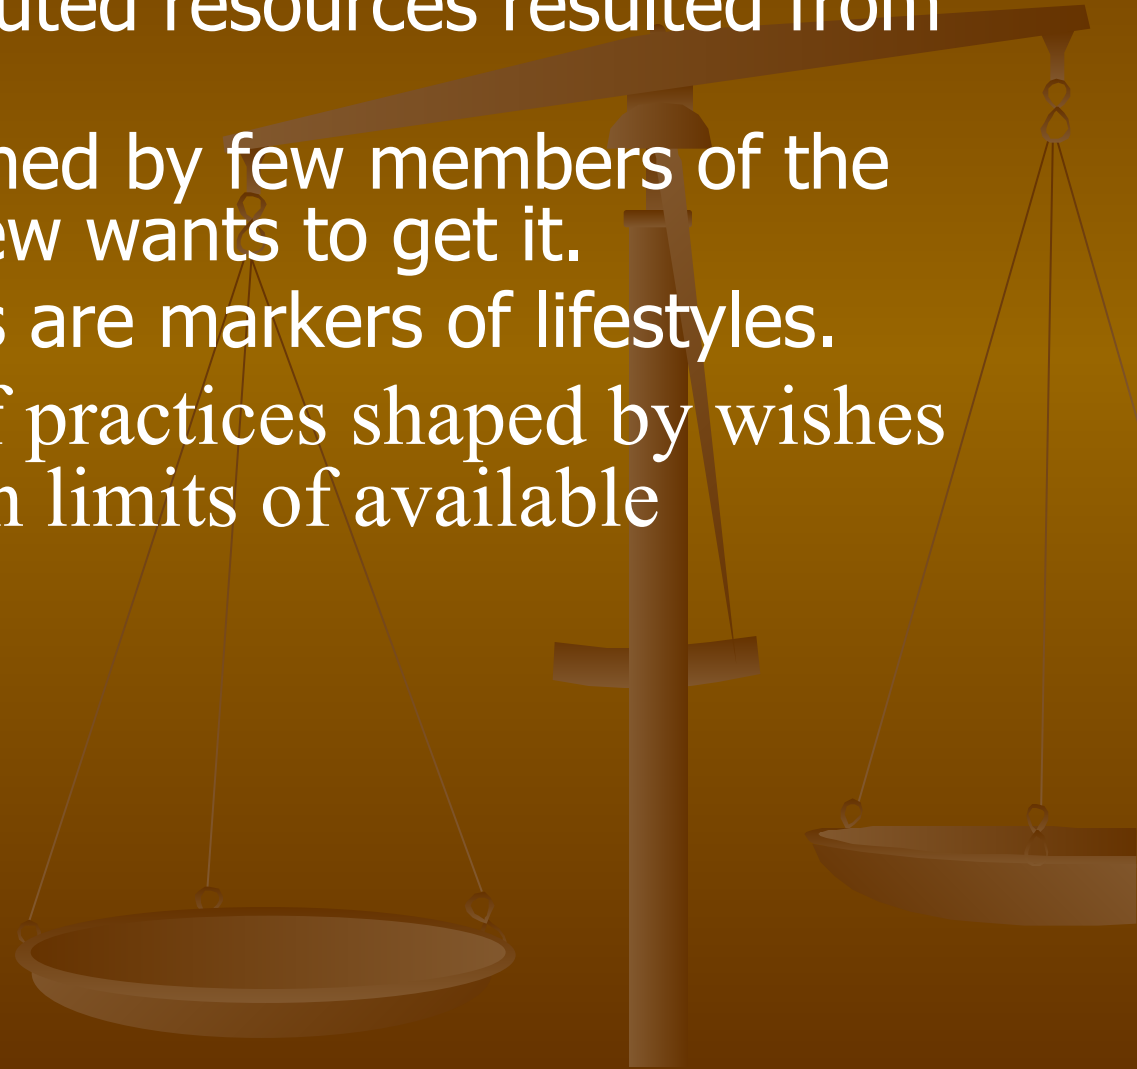 uted resources resulted from
ned by few members of the
ew wants to get it.
s are markers of lifestyles.
f practices shaped by wishes
n limits of available